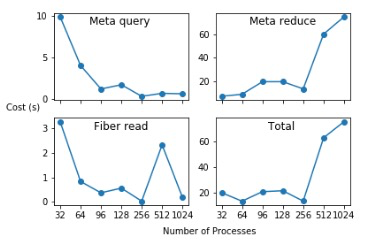 Meta query
10
5
0
Meta reduce
60
40
20
Cost (s)
Fiber read
3
2
1
0
32 64 96 128 256 512 1024
Total
60
40
20
32 64 96 128 256 512 1024
Number of Processes